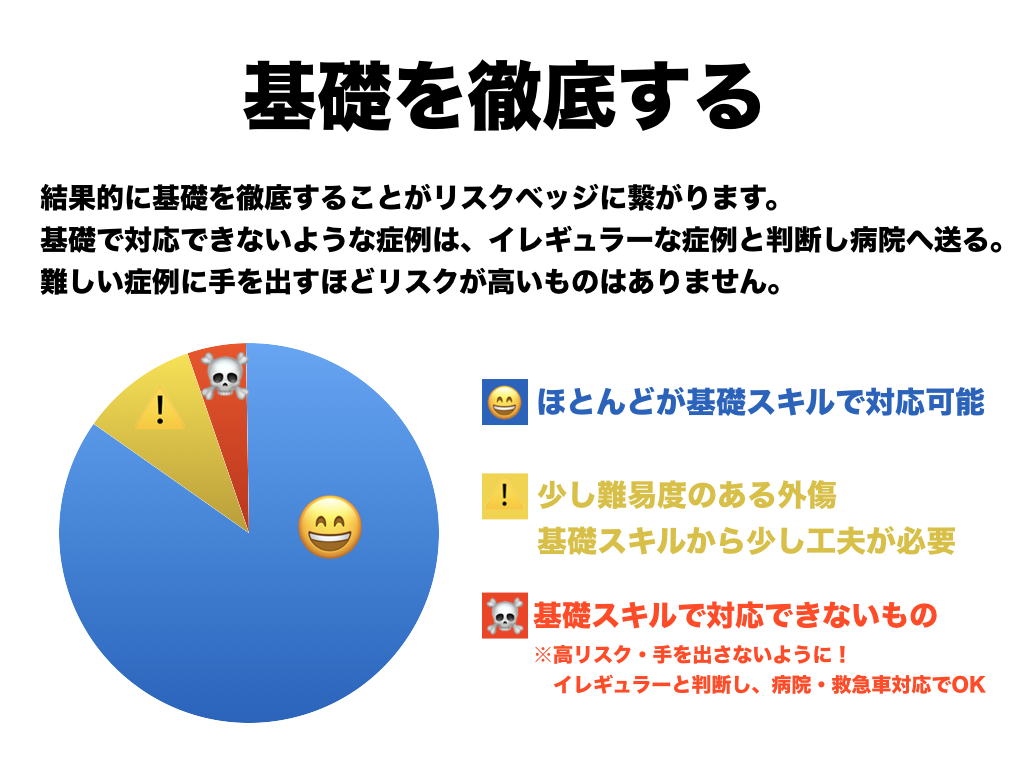 基礎を徹底する
結果的に基礎を徹底することがリスクベッジに繋がります。
基礎で対応できないような症例は、イレギュラーな症例と判断し病院へ送る。
難しい症例に手を出すほどリスクが高いものはありません。
ほとんどが基礎スキルで対応可能
少し難易度のある外傷
基礎スキルから少し工夫が必要
基礎スキルで対応できないもの
※高リスク・手を出さないように！
イレギュラーと判断し、病院・救急車対応でOK